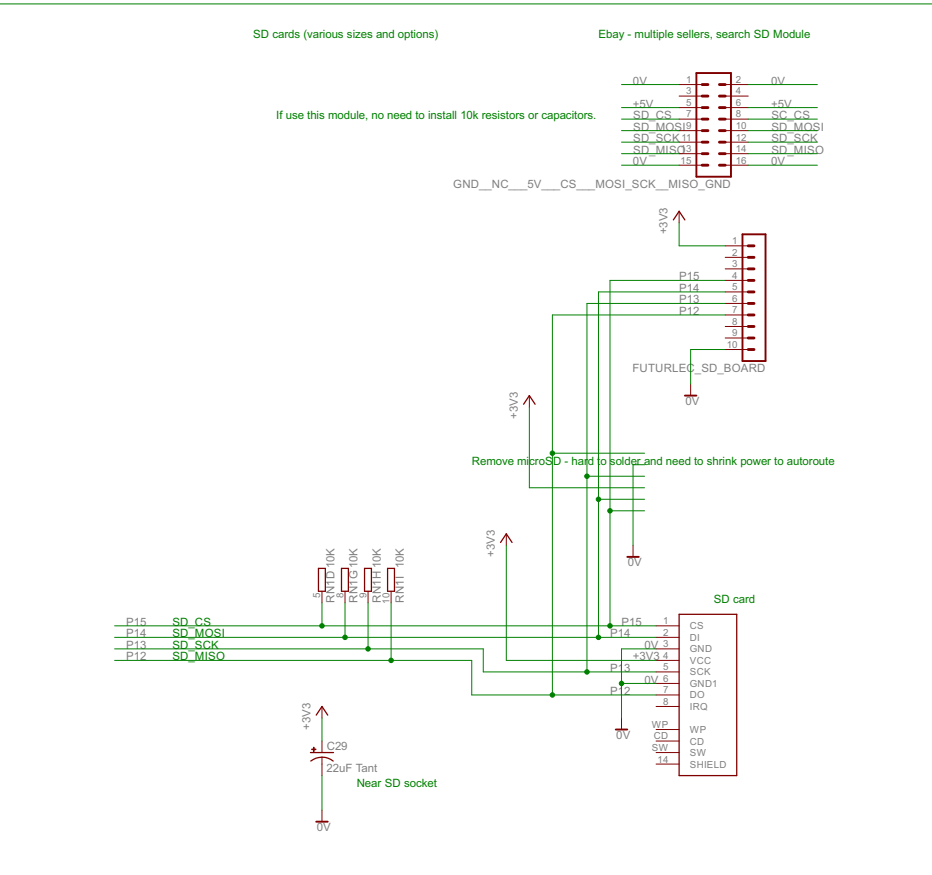 SD cards (various sizes and options)
Ebay - multiple sellers, search SD Module
If use this module, no need to install 10k resistors or capacitors.
0V 1 2 0V
3 4
+5V 5 6 +5V
SD_CS 7 8 SC_CS
SD_MOSI 9 10 SD_MOSI
SD_SCK 11 12 SD_SCK
SD_MISO 13 14 SD_MISO
0V 15 16 0V
GND__NC___5V___CS___MOSI_SCK__MISO_GND
+3V3
1
2
3
P15 4
P14 5
P13 6
P12 7
8
9
10
FUTURLEC_SD_BOARD
0V
+3V3
Remove microSD - hard to solder and need to shrink power to autoroute
0V
+3V3
RN1D 10K
RN1G 10K
RN1H 10K
RN1I 10K
5 8 9 10
SD card
P15 SD_CS
P14 SD_MOSI
P13 SD_SCK
P12 SD_MISO
P15 1 CS
P14 2 DI
0V 3 GND
+3V3 4 VCC
P13 5 SCK
0V 6 GND1
P12 7 DO
8 IRQ
WP WP
CD CD
SW SW
14 SHIELD
0V
+3V3
C29
22uF Tant
Near SD socket
0V